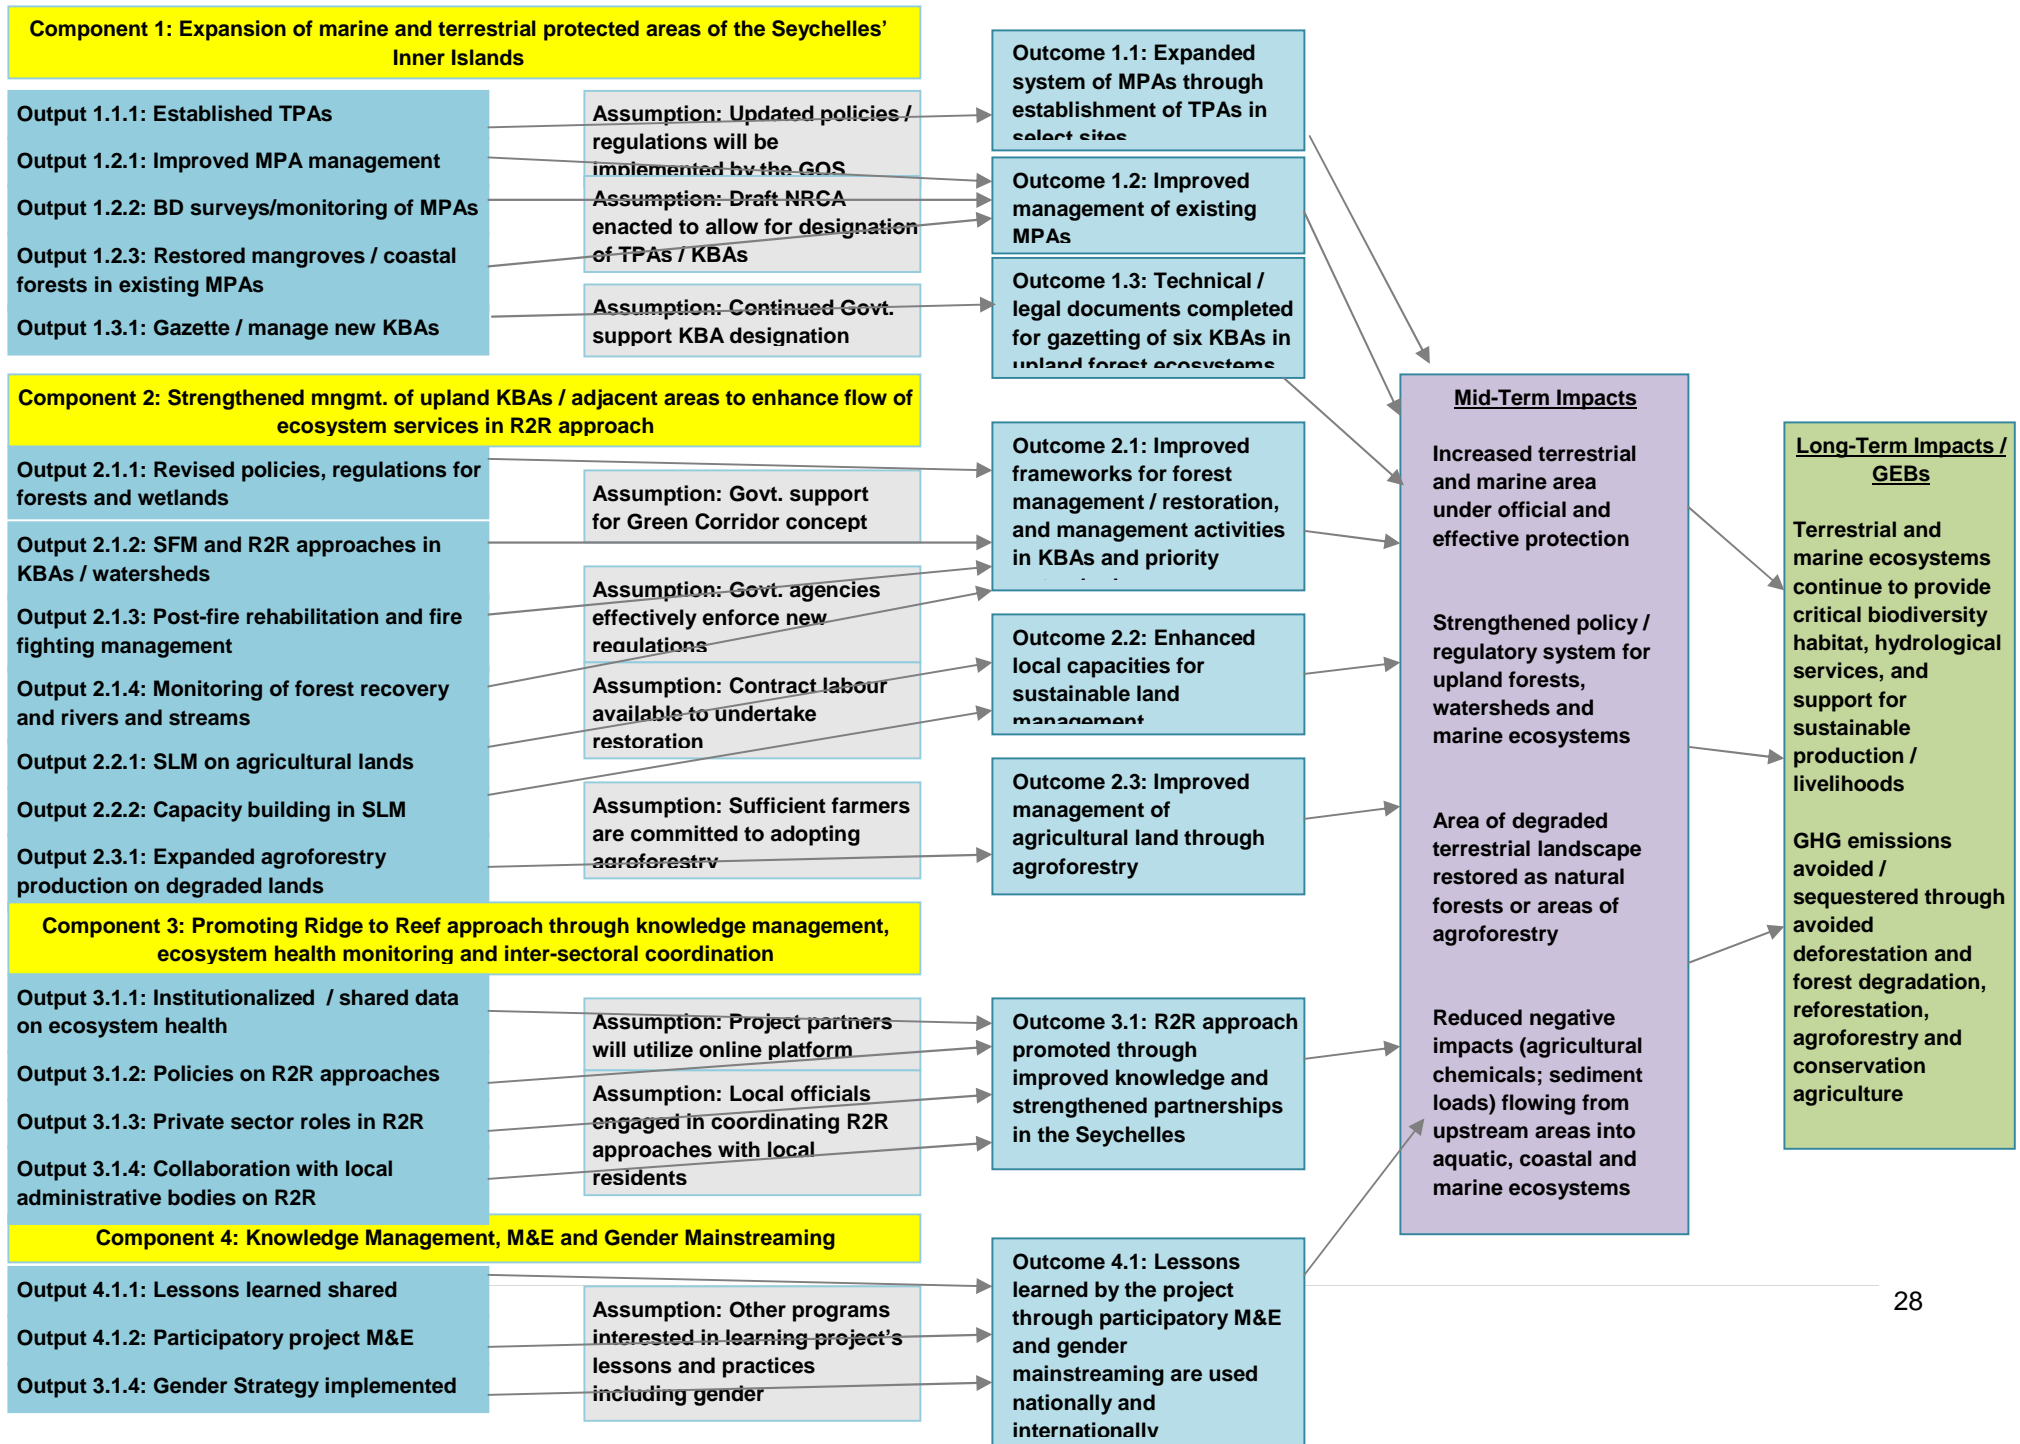 Component 1: Expansion of marine and terrestrial protected areas of the Seychelles'
Inner Islands
Output 1.1.1: Established TPAs
Output 1.2.1: Improved MPA management
Output 1.2.2: BD surveys/monitoring of MPAs
Output 1.2.3: Restored mangroves / coastal
forests in existing MPAs
Output 1.3.1: Gazette / manage new KBAs
Assumption: Updated policies /
regulations will be
implemented by the GOS
Assumption: Draft NRCA
enacted to allow for designation
of TPAs / KBAs
Assumption: Continued Govt.
support KBA designation
Outcome 1.1: Expanded
system of MPAs through
establishment of TPAs in
select sites
Outcome 1.2: Improved
management of existing
MPAs
Outcome 1.3: Technical /
legal documents completed
for gazetting of six KBAs in
upland forest ecosystems
Component 2: Strengthened mngmt. of upland KBAs / adjacent areas to enhance flow of
ecosystem services in R2R approach
Output 2.1.1: Revised policies, regulations for
forests and wetlands
Output 2.1.2: SFM and R2R approaches in
KBAs / watersheds
Output 2.1.3: Post-fire rehabilitation and fire
fighting management
Output 2.1.4: Monitoring of forest recovery
and rivers and streams
Output 2.2.1: SLM on agricultural lands
Output 2.2.2: Capacity building in SLM
Output 2.3.1: Expanded agroforestry
production on degraded lands
Assumption: Govt. support
for Green Corridor concept
Assumption: Govt. agencies
effectively enforce new
regulations
Assumption: Contract labour
available to undertake
restoration
Assumption: Sufficient farmers
are committed to adopting
agroforestry
Outcome 2.1: Improved
frameworks for forest
management / restoration,
and management activities
in KBAs and priority
Outcome 2.2: Enhanced
local capacities for
sustainable land
management
Outcome 2.3: Improved
management of
agricultural land through
agroforestry
Component 3: Promoting Ridge to Reef approach through knowledge management,
ecosystem health monitoring and inter-sectoral coordination
Output 3.1.1: Institutionalized / shared data
on ecosystem health
Output 3.1.2: Policies on R2R approaches
Output 3.1.3: Private sector roles in R2R
Output 3.1.4: Collaboration with local
administrative bodies on R2R
Assumption: Project partners
will utilize online platform
Assumption: Local officials
engaged in coordinating R2R
approaches with local
residents
Outcome 3.1: R2R approach
promoted through
improved knowledge and
strengthened partnerships
in the Seychelles
Component 4: Knowledge Management, M&E and Gender Mainstreaming
Output 4.1.1: Lessons learned shared
Output 4.1.2: Participatory project M&E
Output 3.1.4: Gender Strategy implemented
Assumption: Other programs
interested in learning project's
lessons and practices
including gender
Outcome 4.1: Lessons
learned by the project
through participatory M&E
and gender
mainstreaming are used
nationally and
internationally
Mid-Term Impacts
Increased terrestrial
and marine area
under official and
effective protection
Strengthened policy /
regulatory system for
upland forests,
watersheds and
marine ecosystems
Area of degraded
terrestrial landscape
restored as natural
forests or areas of
agroforestry
Reduced negative
impacts (agricultural
chemicals; sediment
loads) flowing from
upstream areas into
aquatic, coastal and
marine ecosystems
Long-Term Impacts /
GEBs
Terrestrial and
marine ecosystems
continue to provide
critical biodiversity
habitat, hydrological
services, and
support for
sustainable
production /
livelihoods
GHG emissions
avoided /
sequestered through
avoided
deforestation and
forest degradation,
reforestation,
agroforestry and
conservation
agriculture
28